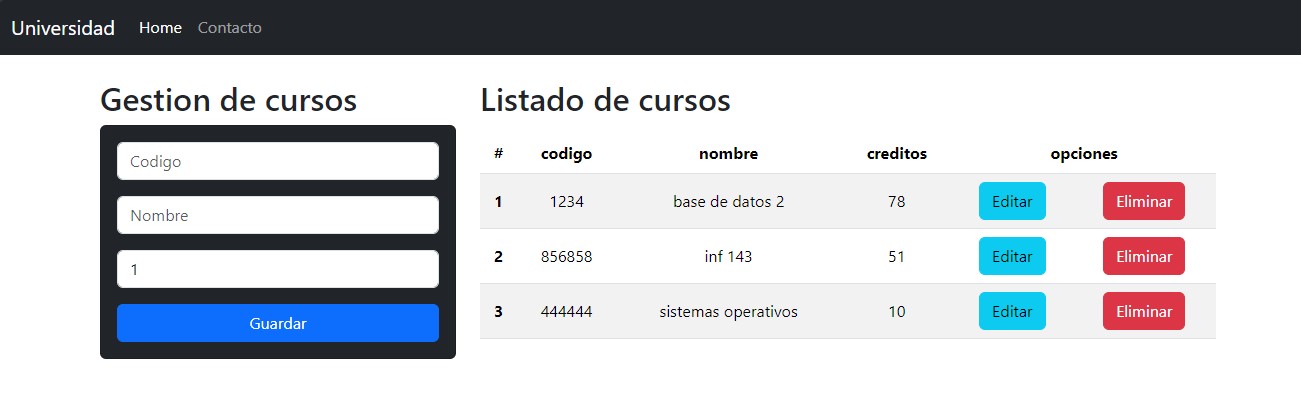 Universidad Home Contacto
Gestion de cursos
Codigo
Nombre
1
Guardar
Listado de cursos
# codigo nombre creditos opciones
1 1234 base de datos 2 78 Editar Eliminar
2 856858 inf 143 51 Editar Eliminar
3 444444 sistemas operativos 10 Editar Eliminar